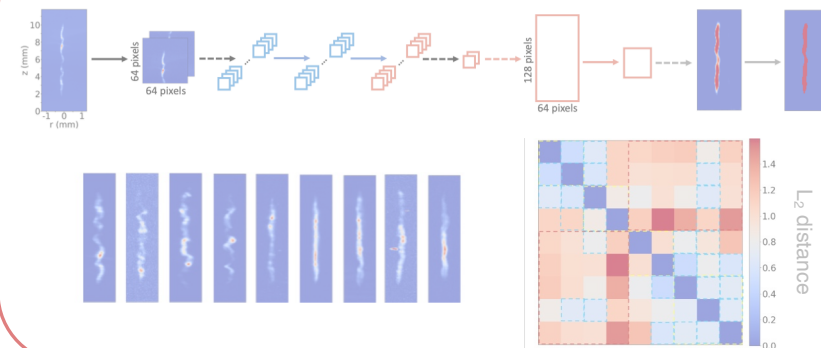 z (mm)
10
8
6
4
2
0
-1 0 1
r (mm)
64 pixels
64 pixels
128 pixels
64 pixels
1.4
1.2
1.0
0.8
0.6
0.4
0.2
0.0
L₂ distance